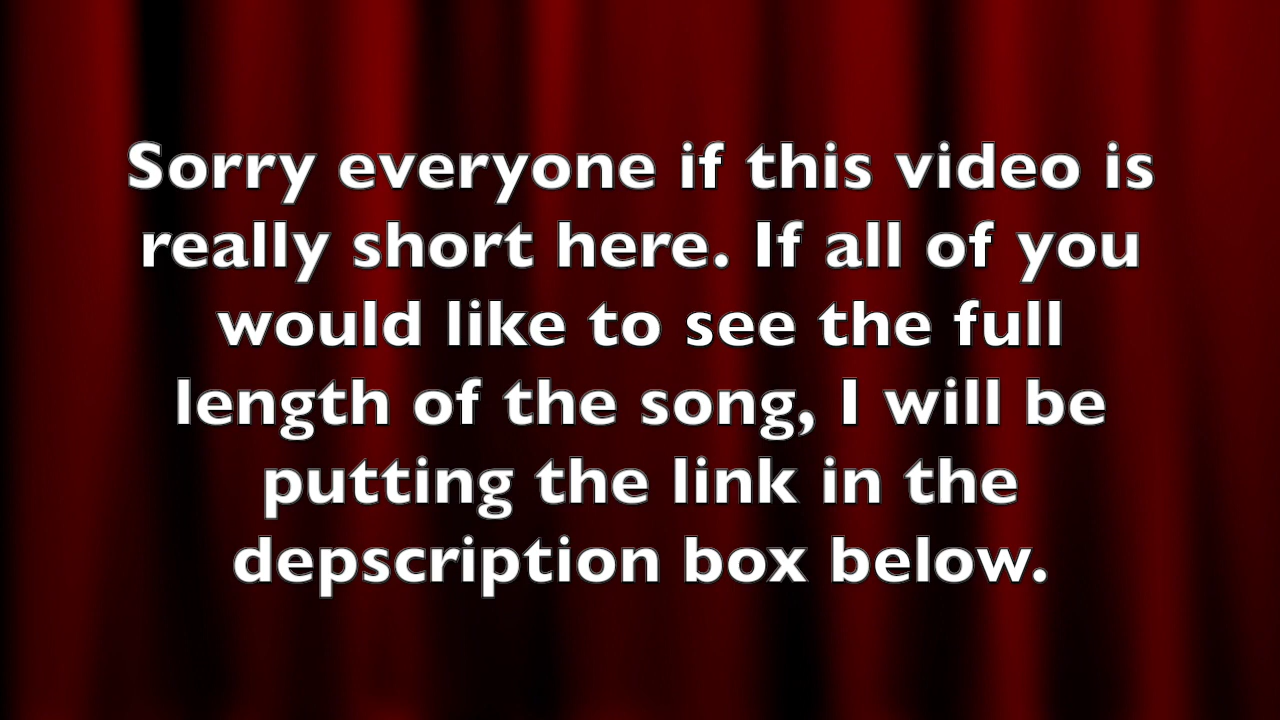 Sorry everyone if this video is
really short here. If all of you
would like to see the full
length of the song, I will be
putting the link in the
depscription box below.